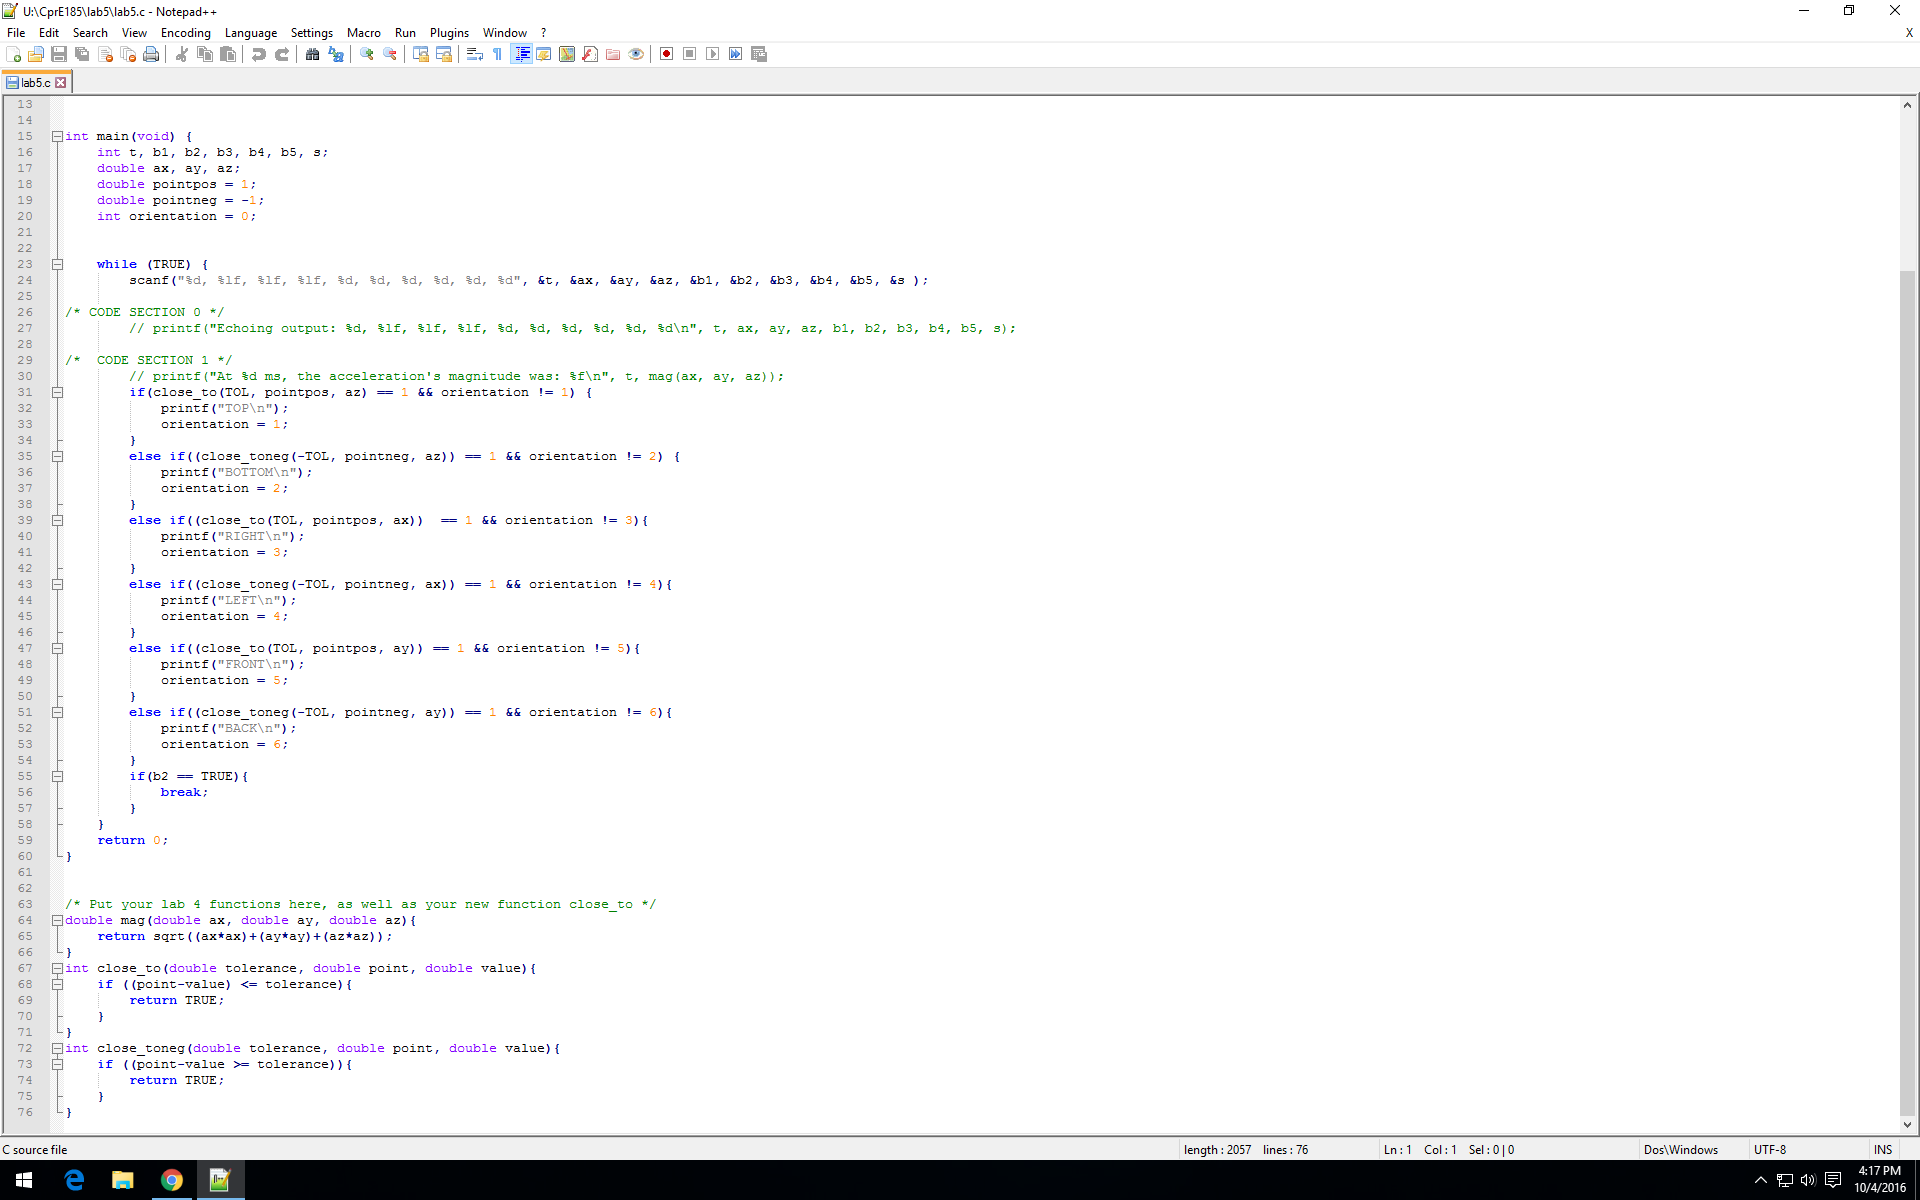 U:\CprE185\lab5\lab5.c - Notepad++
File Edit Search View Encoding Language Settings Macro Run Plugins Window ? X
lab5.c
13
14
15 int main(void) {
16 int t, b1, b2, b3, b4, b5, s;
17 double ax, ay, az;
18 double pointpos = 1;
19 double pointneg = -1;
20 int orientation = 0;
21
22
23 while (TRUE) {
24 scanf("%d, %lf, %lf, %lf, %d, %d, %d, %d, %d, %d", &t, &ax, &ay, &az, &b1, &b2, &b3, &b4, &b5, &s );
25
26 /* CODE SECTION 0 */
27 // printf("Echoing output: %d, %lf, %lf, %lf, %d, %d, %d, %d, %d, %d\n", t, ax, ay, az, b1, b2, b3, b4, b5, s);
28
29 /* CODE SECTION 1 */
30 // printf("At %d ms, the acceleration's magnitude was: %f\n", t, mag(ax, ay, az));
31 if(close_to(TOL, pointpos, az) == 1 && orientation != 1) {
32 printf("TOP\n");
33 orientation = 1;
34 }
35 else if((close_toneg(-TOL, pointneg, az)) == 1 && orientation != 2) {
36 printf("BOTTOM\n");
37 orientation = 2;
38 }
39 else if((close_to(TOL, pointpos, ax))  == 1 && orientation != 3){
40 printf("RIGHT\n");
41 orientation = 3;
42 }
43 else if((close_toneg(-TOL, pointneg, ax)) == 1 && orientation != 4){
44 printf("LEFT\n");
45 orientation = 4;
46 }
47 else if((close_to(TOL, pointpos, ay)) == 1 && orientation != 5){
48 printf("FRONT\n");
49 orientation = 5;
50 }
51 else if((close_toneg(-TOL, pointneg, ay)) == 1 && orientation != 6){
52 printf("BACK\n");
53 orientation = 6;
54 }
55 if(b2 == TRUE){
56 break;
57 }
58 }
59 return 0;
60 }
61
62
63 /* Put your lab 4 functions here, as well as your new function close_to */
64 double mag(double ax, double ay, double az){
65 return sqrt((ax*ax)+(ay*ay)+(az*az));
66 }
67 int close_to(double tolerance, double point, double value){
68 if ((point-value) <= tolerance){
69 return TRUE;
70 }
71 }
72 int close_toneg(double tolerance, double point, double value){
73 if ((point-value >= tolerance)){
74 return TRUE;
75 }
76 }
C source file length : 2057 lines : 76 Ln : 1 Col : 1 Sel : 0 | 0 Dos\Windows UTF-8 INS
4:17 PM
10/4/2016